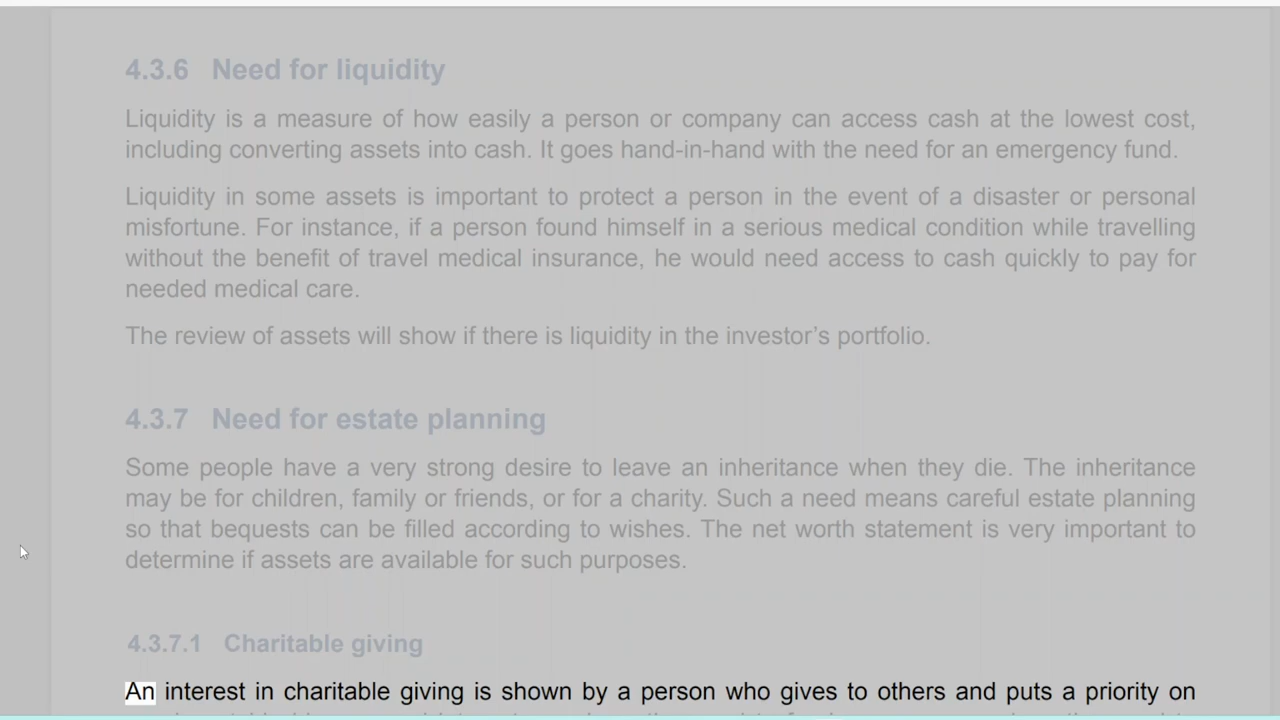 4.3.6 Need for liquidity
Liquidity is a measure of how easily a person or company can access cash at the lowest cost,
including converting assets into cash. It goes hand-in-hand with the need for an emergency fund.
Liquidity in some assets is important to protect a person in the event of a disaster or personal
misfortune. For instance, if a person found himself in a serious medical condition while travelling
without the benefit of travel medical insurance, he would need access to cash quickly to pay for
needed medical care.
The review of assets will show if there is liquidity in the investor’s portfolio.
4.3.7 Need for estate planning
Some people have a very strong desire to leave an inheritance when they die. The inheritance
may be for children, family or friends, or for a charity. Such a need means careful estate planning
so that bequests can be filled according to wishes. The net worth statement is very important to
determine if assets are available for such purposes.
4.3.7.1 Charitable giving
An interest in charitable giving is shown by a person who gives to others and puts a priority on